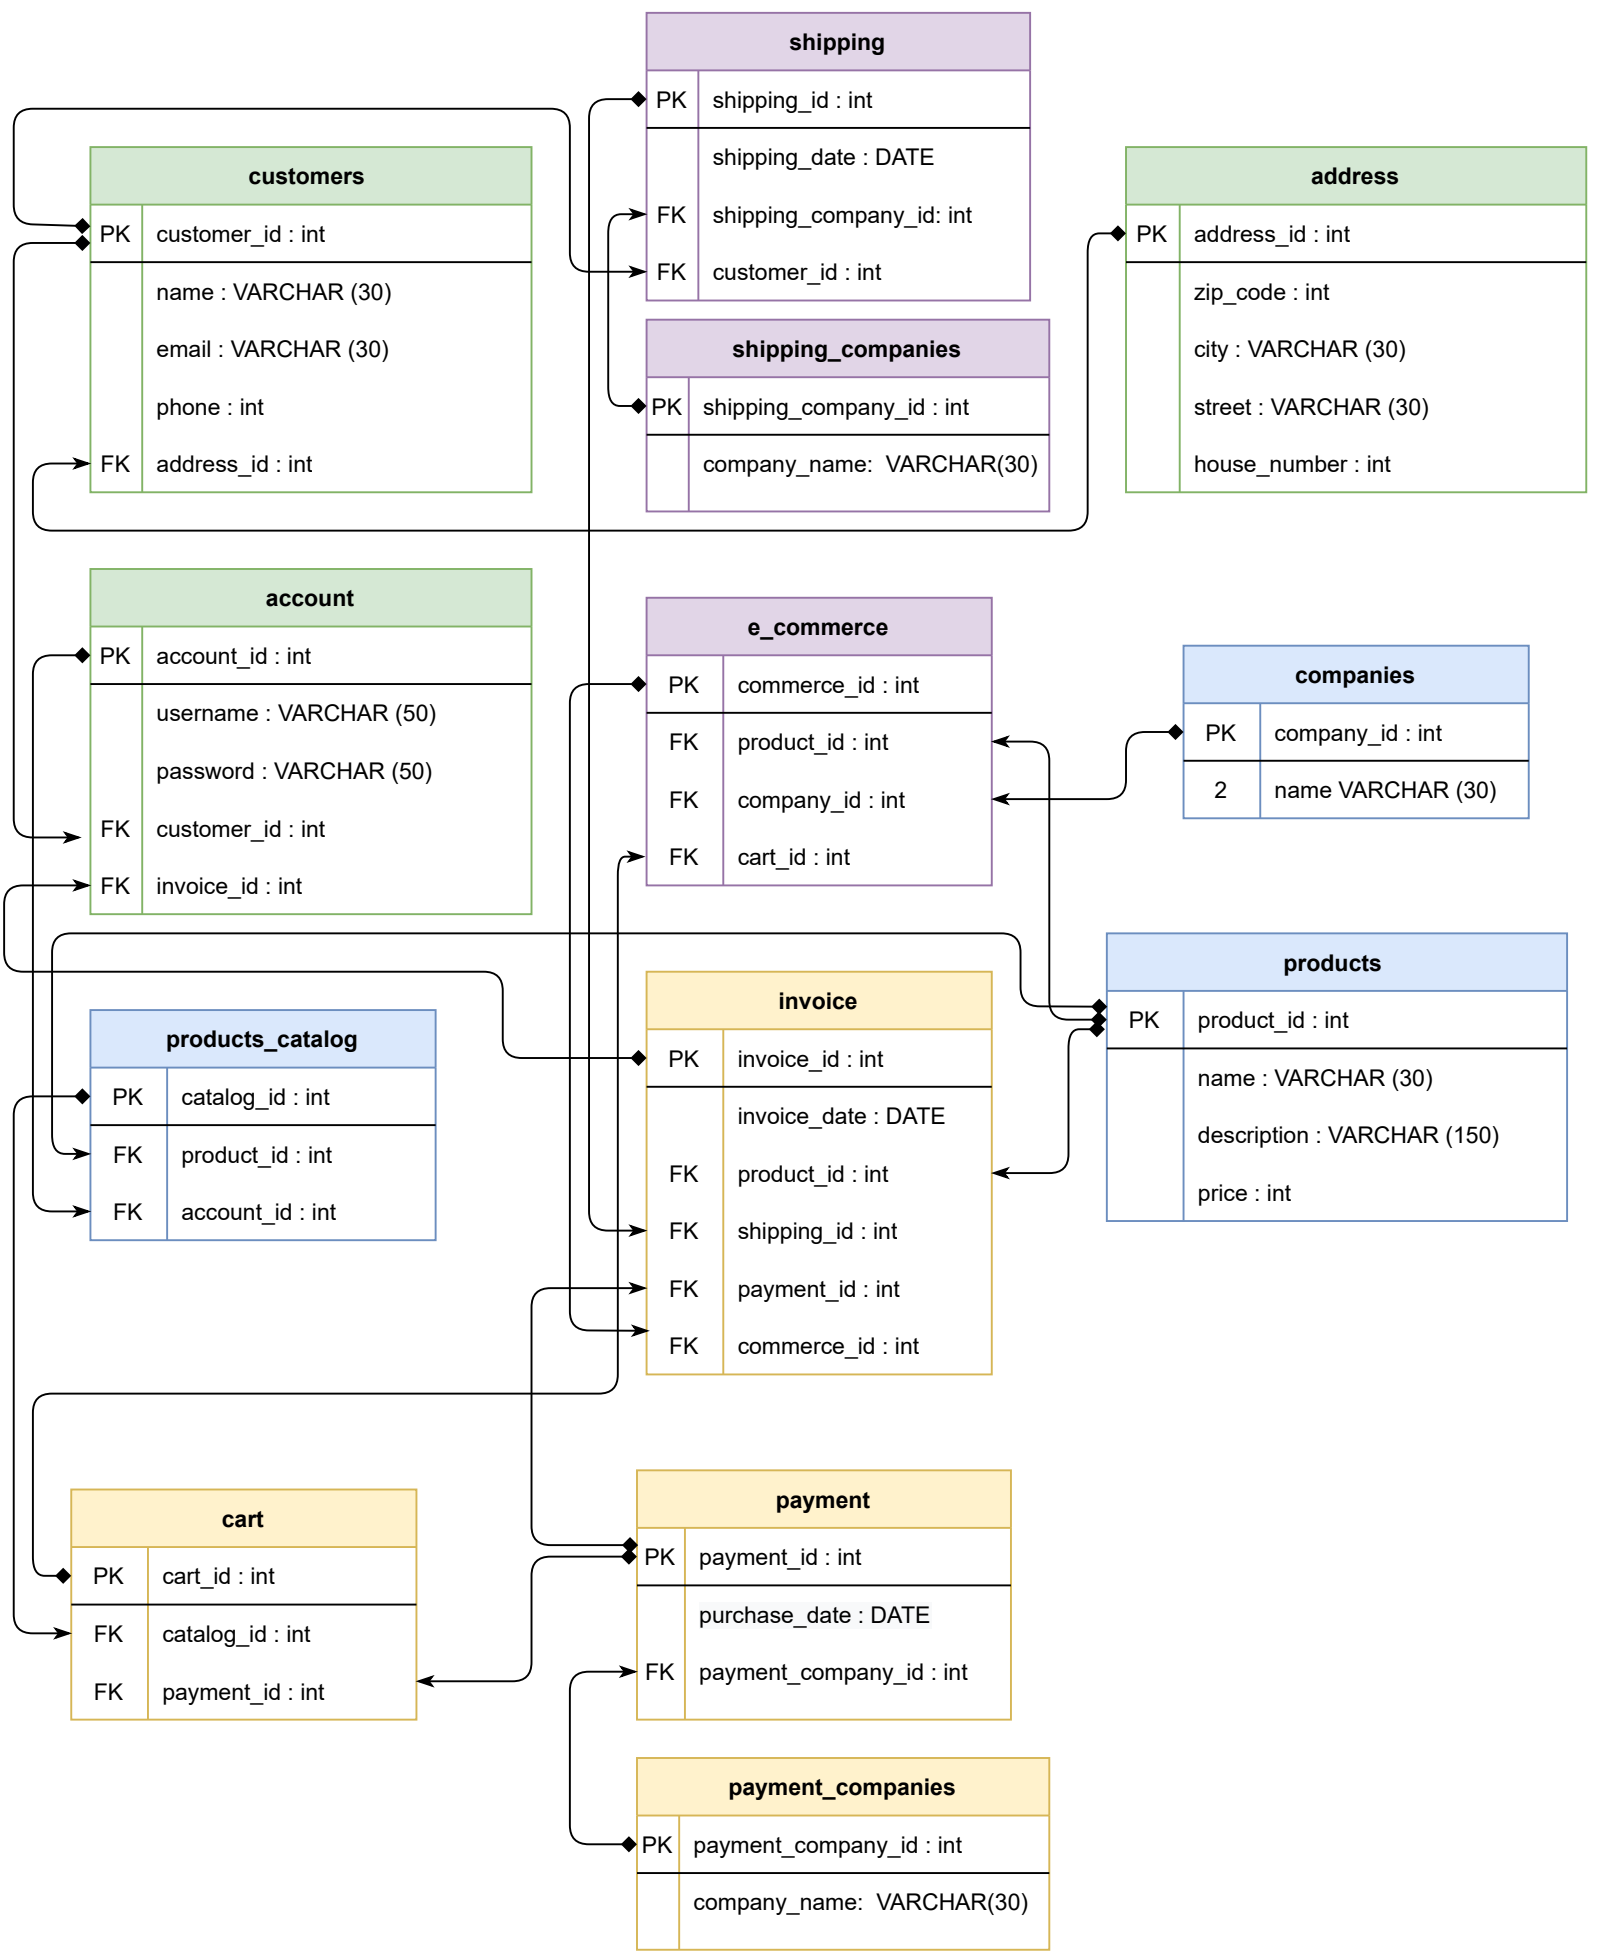 shipping
PK shipping_id : int
shipping_date : DATE
FK shipping_company_id: int
FK customer_id : int
customers
PK customer_id : int
name : VARCHAR (30)
email : VARCHAR (30)
phone : int
FK address_id : int
address
PK address_id : int
zip_code : int
city : VARCHAR (30)
street : VARCHAR (30)
house_number : int
shipping_companies
PK shipping_company_id : int
company_name:  VARCHAR(30)
account
PK account_id : int
username : VARCHAR (50)
password : VARCHAR (50)
FK customer_id : int
FK invoice_id : int
e_commerce
PK commerce_id : int
FK product_id : int
FK company_id : int
FK cart_id : int
companies
PK company_id : int
2 name VARCHAR (30)
products
PK product_id : int
name : VARCHAR (30)
description : VARCHAR (150)
price : int
products_catalog
PK catalog_id : int
FK product_id : int
FK account_id : int
invoice
PK invoice_id : int
invoice_date : DATE
FK product_id : int
FK shipping_id : int
FK payment_id : int
FK commerce_id : int
cart
PK cart_id : int
FK catalog_id : int
FK payment_id : int
payment
PK payment_id : int
purchase_date : DATE
FK payment_company_id : int
payment_companies
PK payment_company_id : int
company_name:  VARCHAR(30)